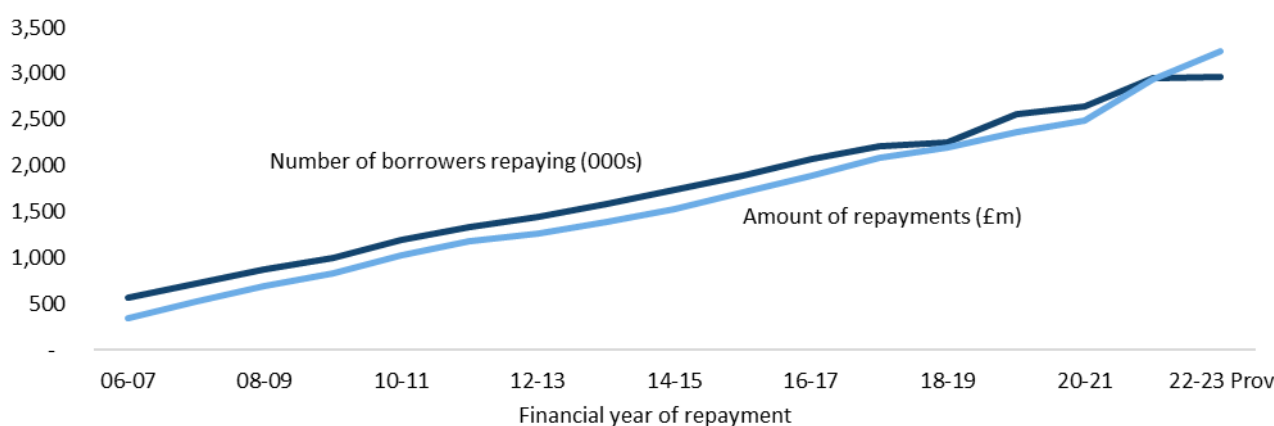 3,500
3,000
2,500
2,000
1,500
1,000
500
-
Number of borrowers repaying (000s)
Amount of repayments (£m)
06-07 08-09 10-11 12-13 14-15 16-17 18-19 20-21 22-23 Prov
Financial year of repayment